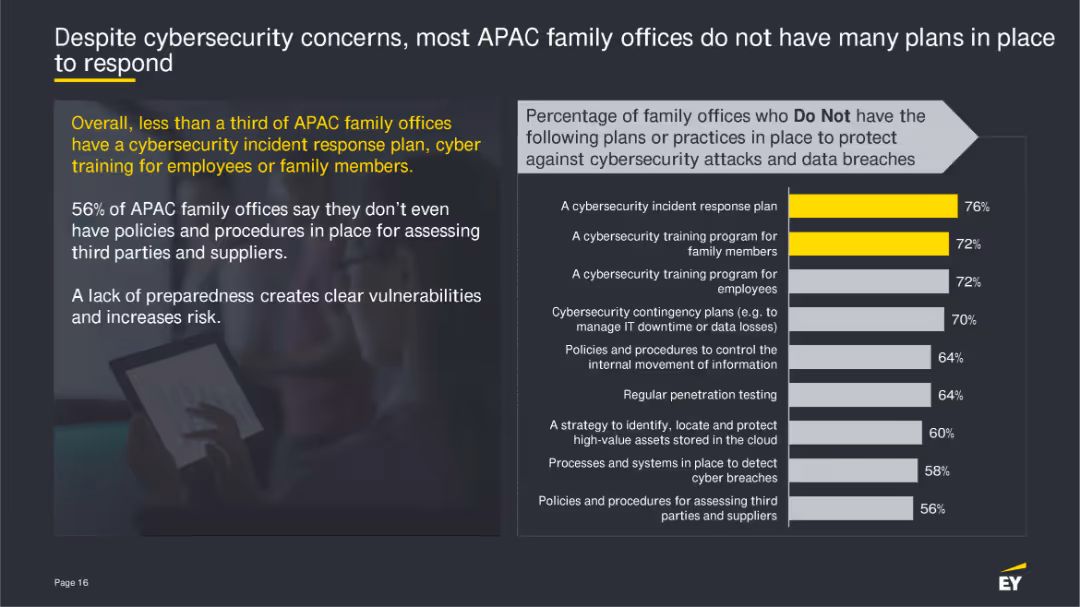 Despite cybersecurity concerns, most APAC family offices do not have many plans in place
to respond
Overall, less than a third of APAC family offices
have a cybersecurity incident response plan, cyber
training for employees or family members.
56% of APAC family offices say they don't even
have policies and procedures in place for assessing
third parties and suppliers.
A lack of preparedness creates clear vulnerabilities
and increases risk.
Percentage of family offices who Do Not have the
following plans or practices in place to protect
against cybersecurity attacks and data breaches
A cybersecurity incident response plan 76%
A cybersecurity training program for
family members 72%
A cybersecurity training program for
employees 72%
Cybersecurity contingency plans (e.g. to
manage IT downtime or data losses) 70%
Policies and procedures to control the
internal movement of information 64%
Regular penetration testing 64%
A strategy to identify, locate and protect
high-value assets stored in the cloud 60%
Processes and systems in place to detect
cyber breaches 58%
Policies and procedures for assessing third
parties and suppliers 56%
Page 16
EY